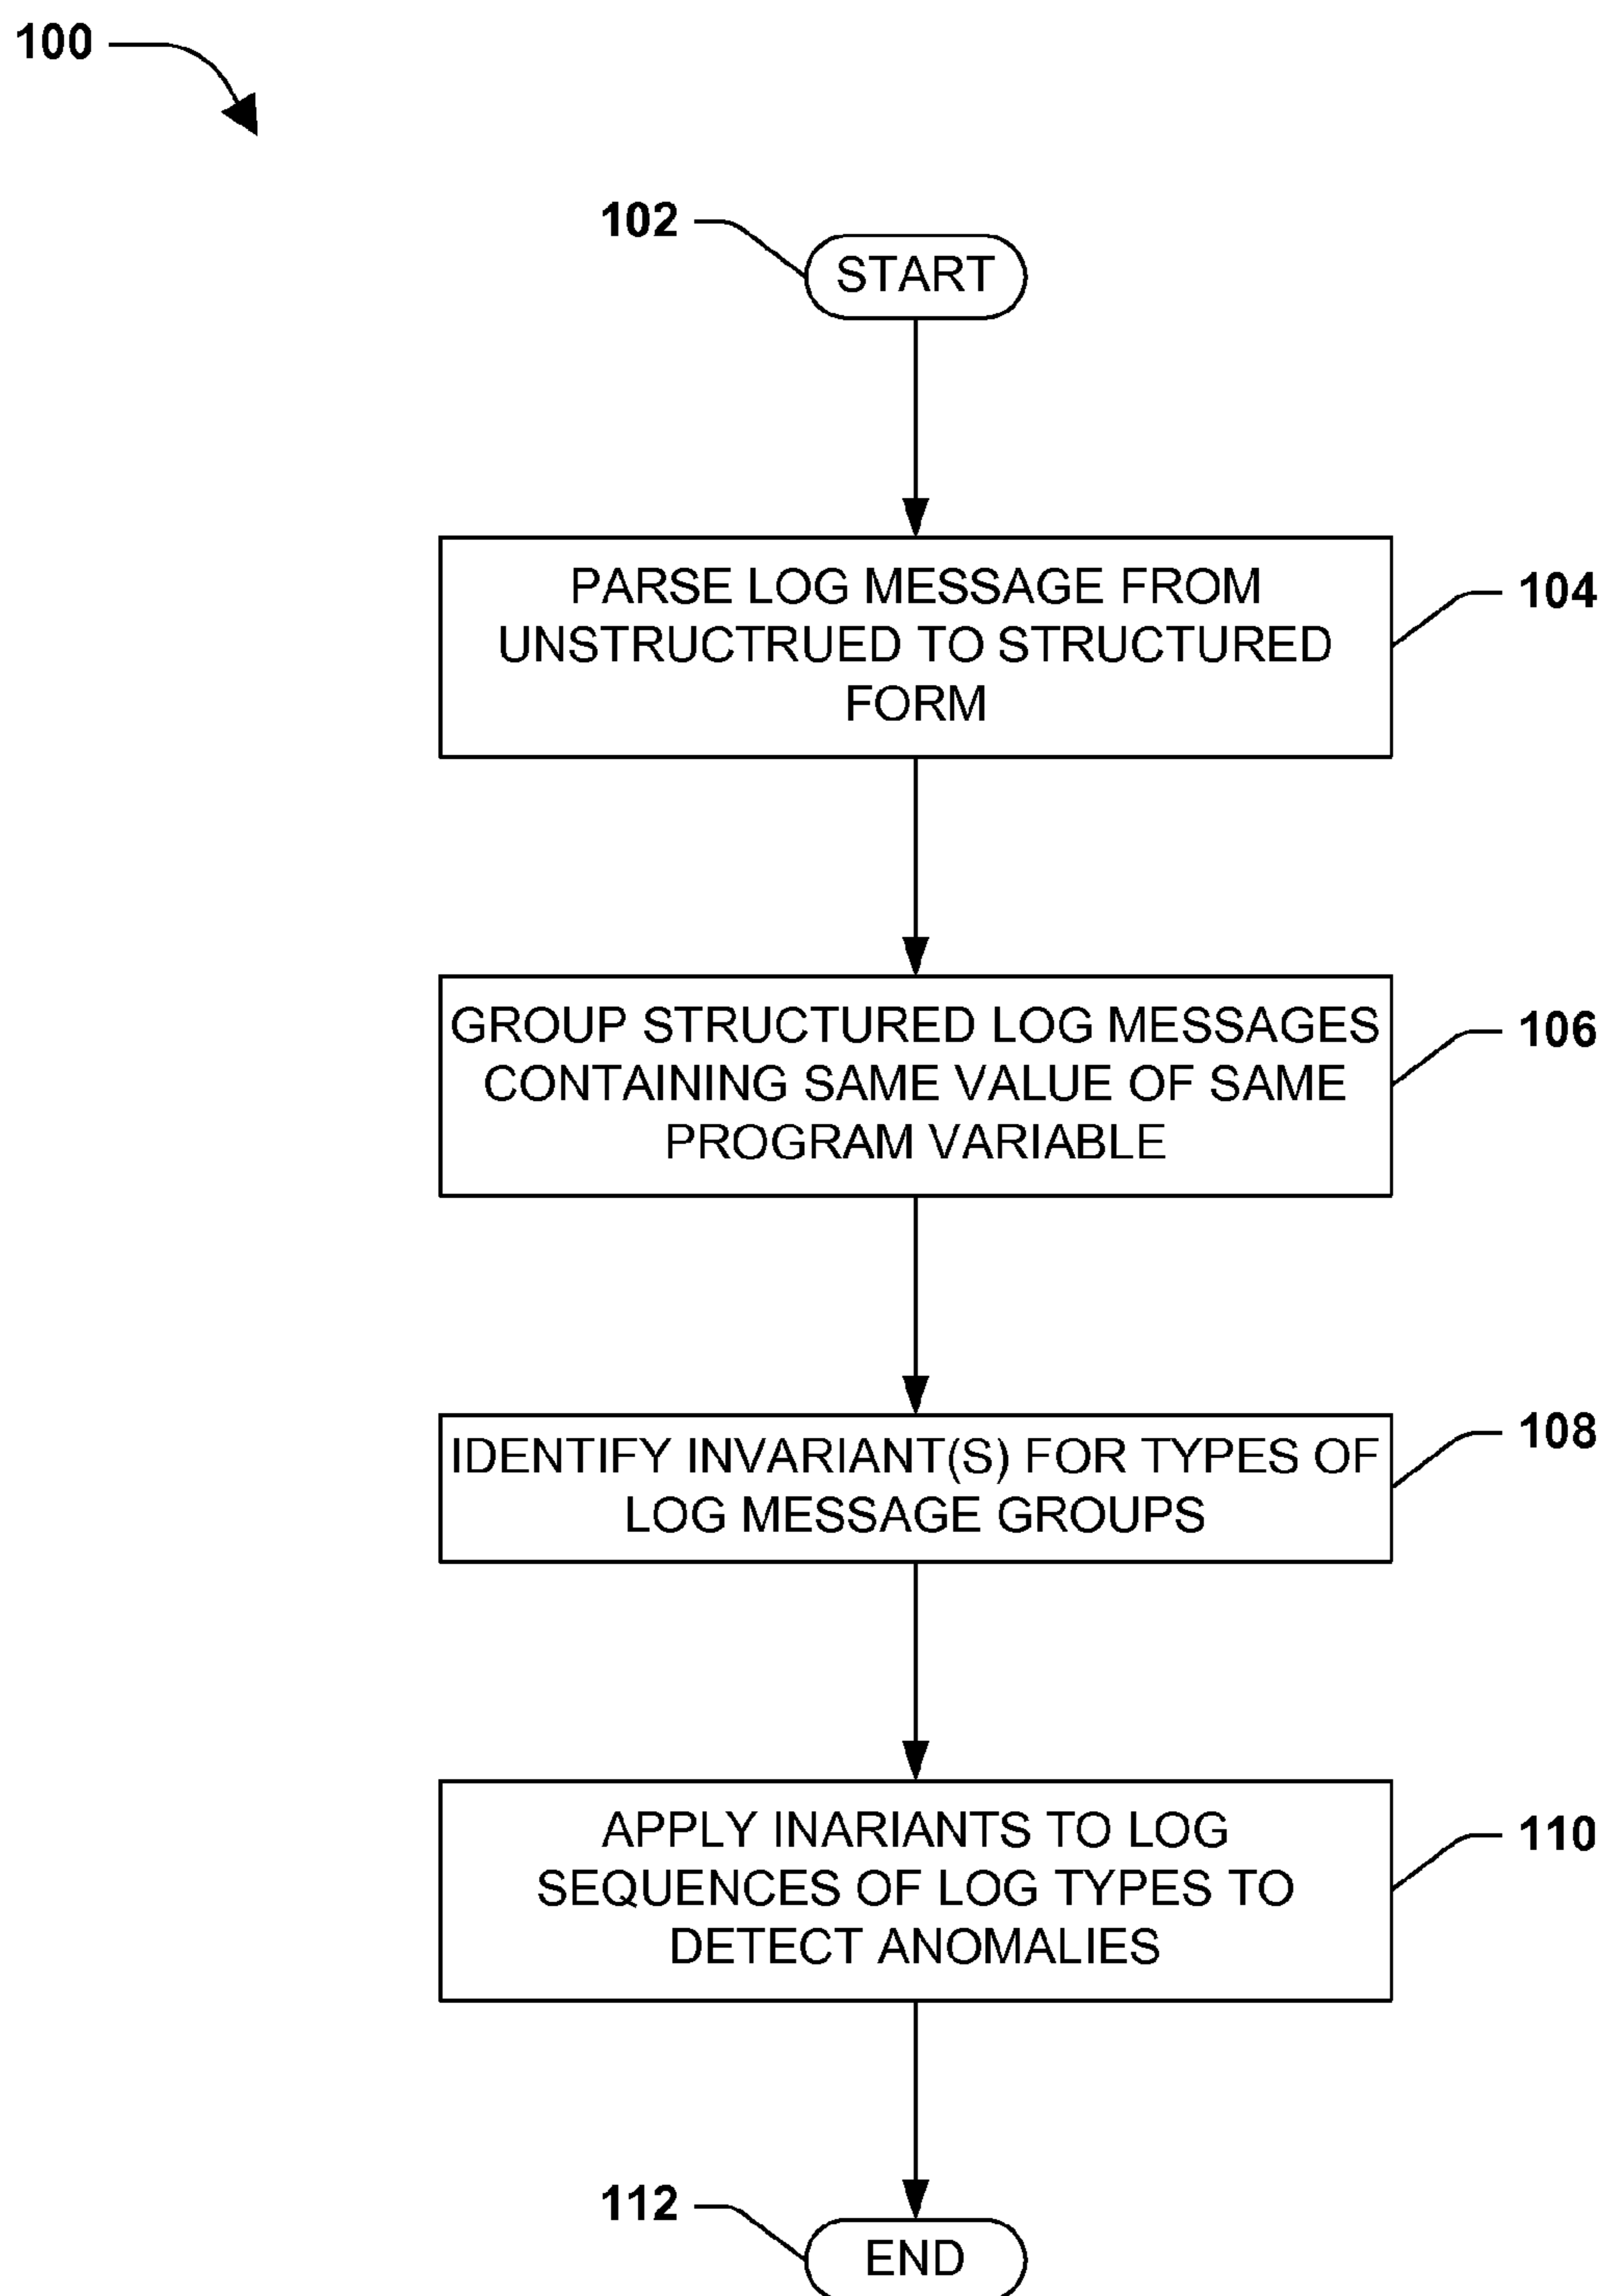 100
102
START
PARSE LOG MESSAGE FROM
UNSTRUCTRUED TO STRUCTURED
FORM
104
GROUP STRUCTURED LOG MESSAGES
CONTAINING SAME VALUE OF SAME
PROGRAM VARIABLE
106
IDENTIFY INVARIANT(S) FOR TYPES OF
LOG MESSAGE GROUPS
108
APPLY INARIANTS TO LOG
SEQUENCES OF LOG TYPES TO
DETECT ANOMALIES
110
112
END